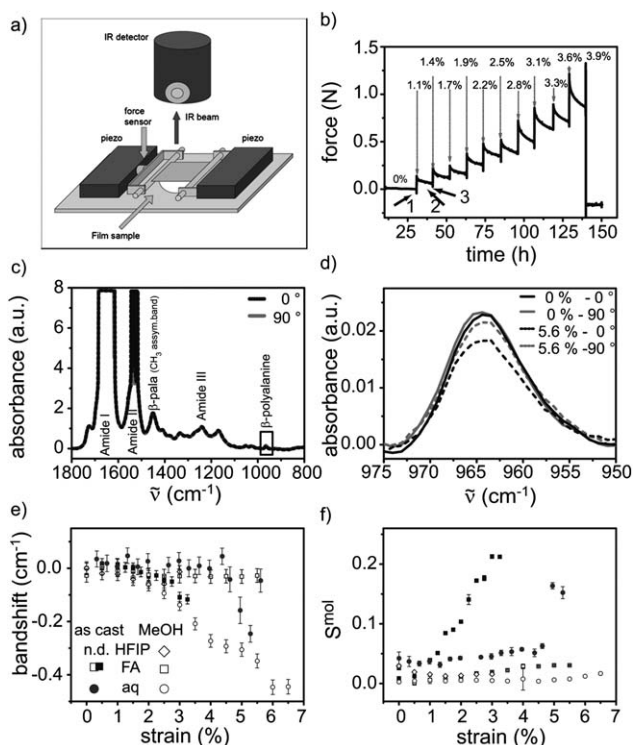 a)
IR detector
IR beam
force
sensor
piezo
piezo
Film sample
b)
force (N)
1.5
1.0
0.5
0.0
0%
1.1%
1.4%
1.7%
1.9%
2.2%
2.5%
2.8%
3.1%
3.3%
3.6%
3.9%
1
2
3
25 50 75 100 125 150
time (h)
c)
absorbance (a.u.)
8
6
4
2
0
0 °
90 °
Amide I
Amide II
β-pala (CH3 assym.band)
Amide III
β-polyalanine
1800 1600 1400 1200 1000 800
ν̃ (cm-1)
d)
absorbance (a.u.)
0.02
0.01
0.00
0 % - 0 °
0 % -90 °
5.6 % -0 °
5.6 % -90 °
975 970 965 960 955 950
ν̃ (cm-1)
e)
bandshift (cm-1)
0.0
-0.2
-0.4
as cast MeOH
n.d. HFIP
FA
aq
0 1 2 3 4 5 6 7
strain (%)
f)
Smol
0.2
0.1
0.0
0 1 2 3 4 5 6 7
strain (%)